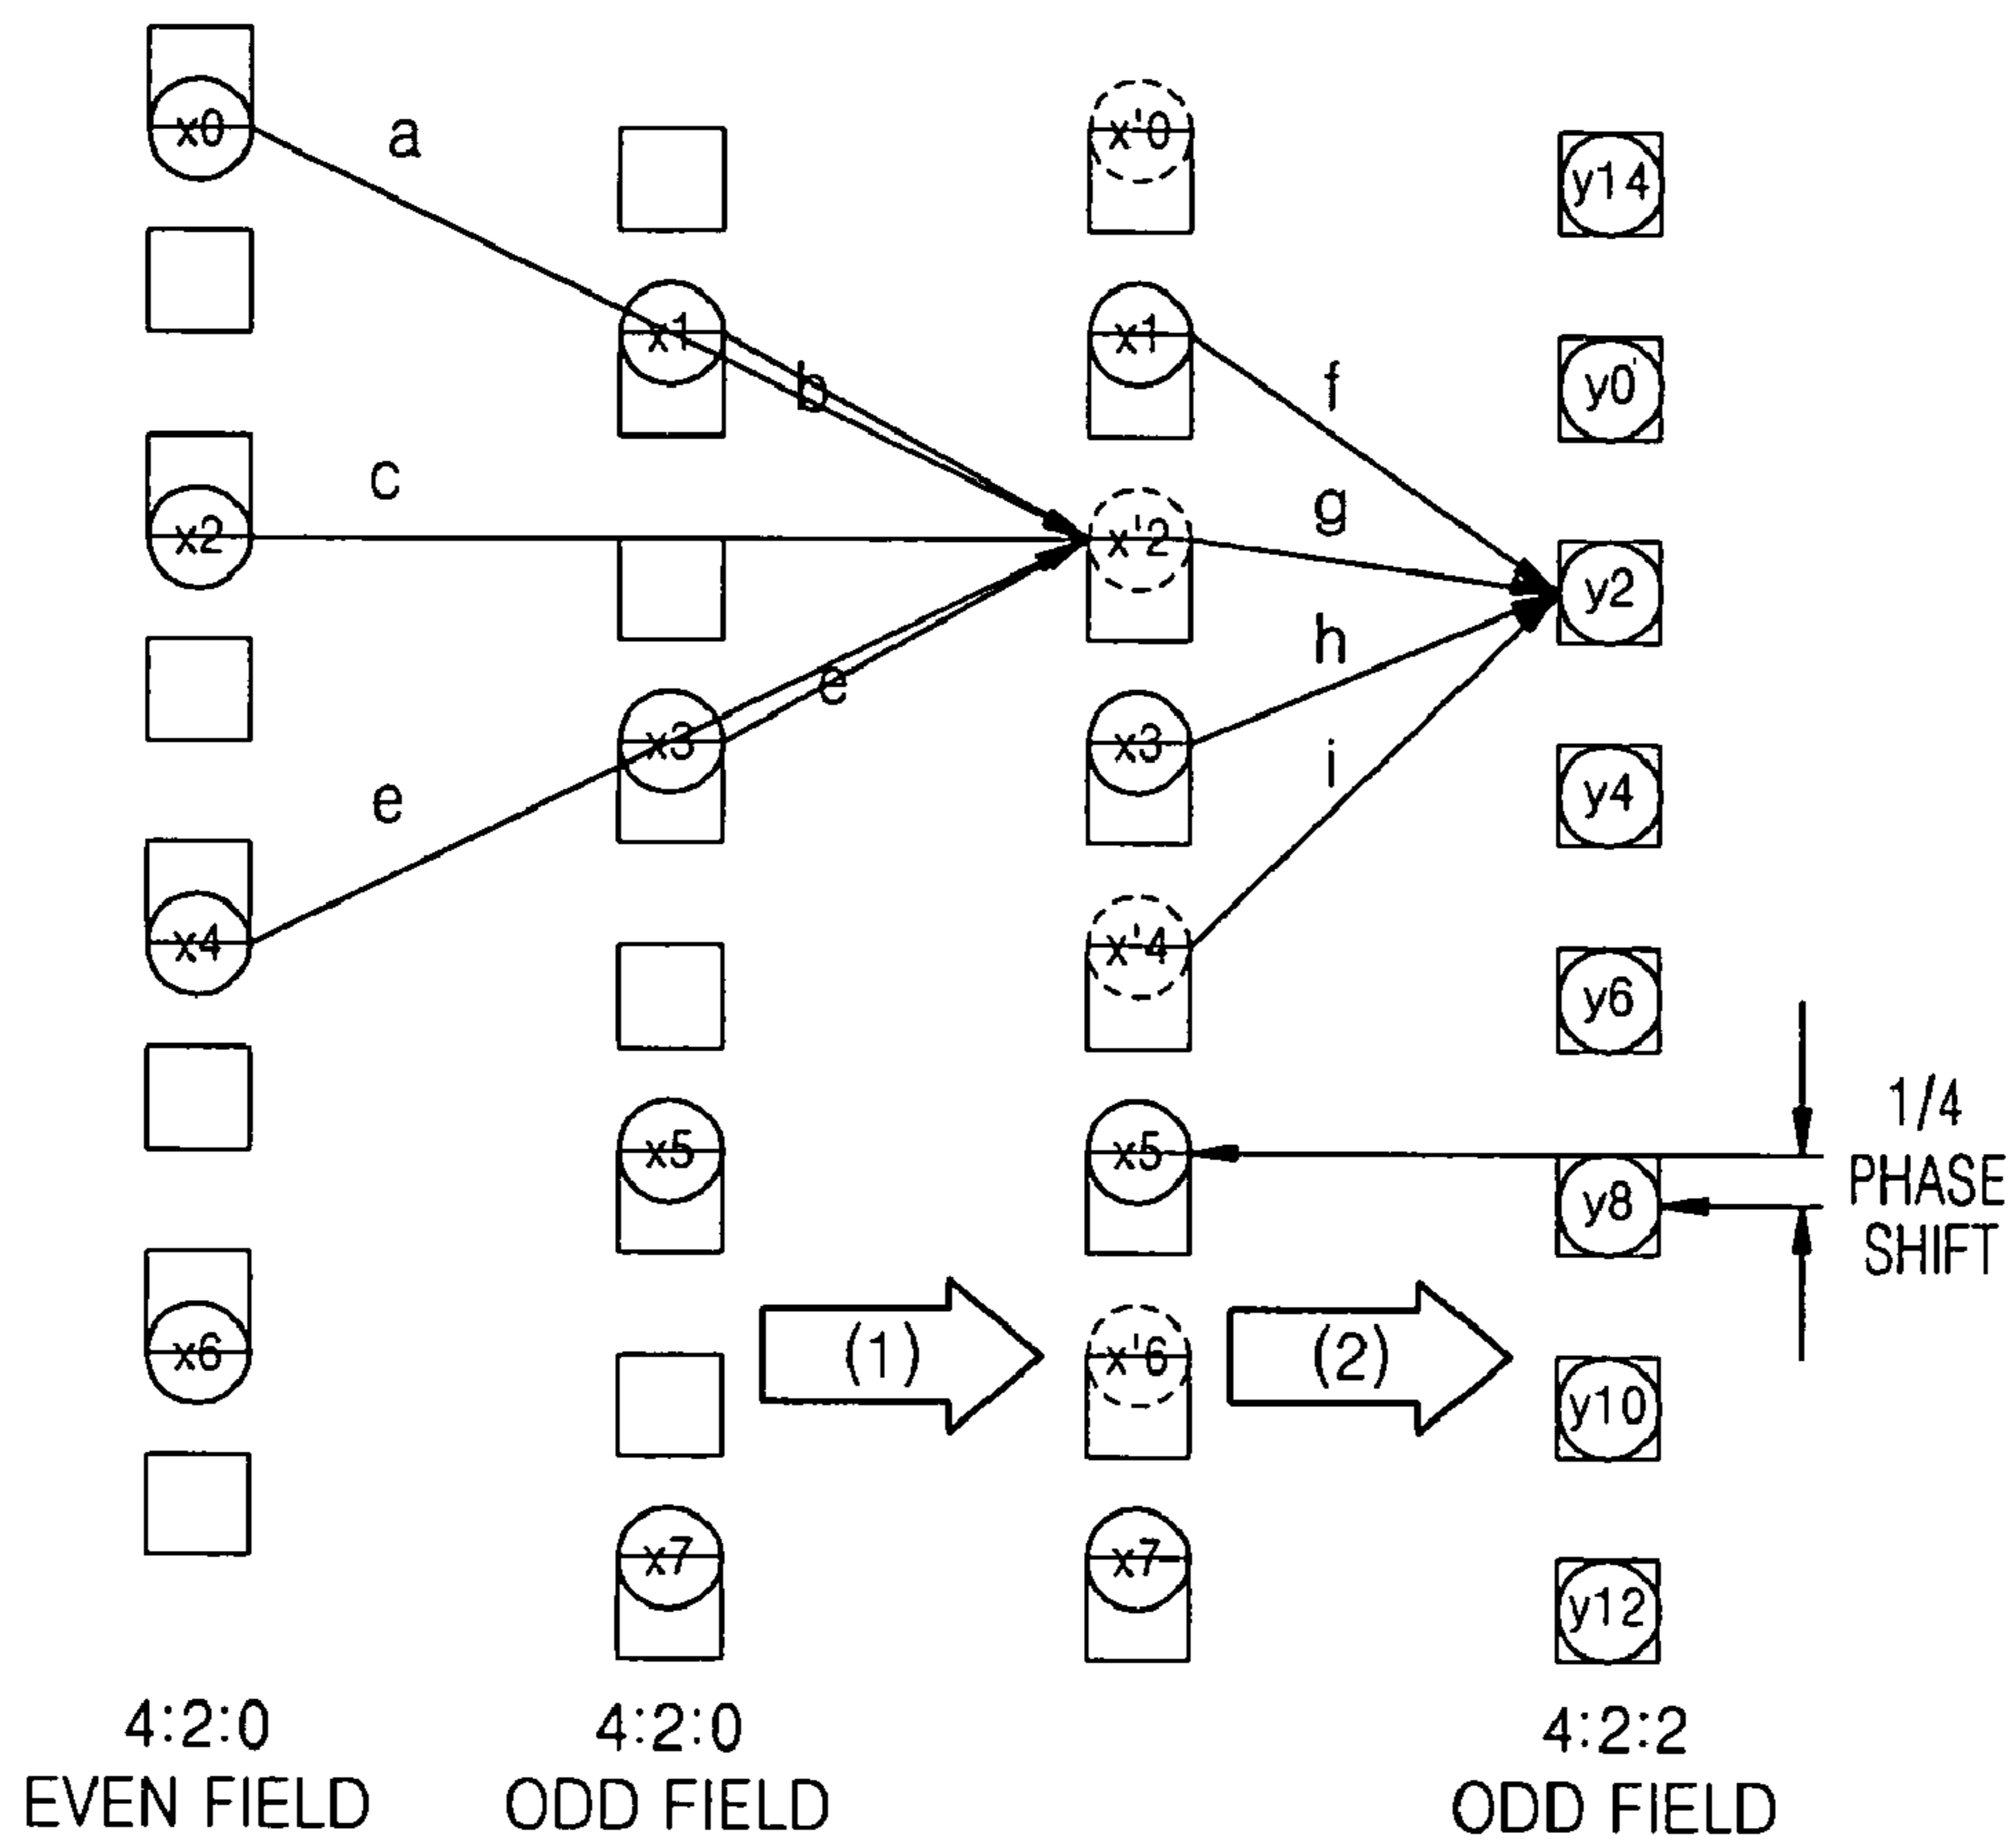 x0
a
x'0
y14
x1
b
x1
f
y0'
c
x2
x'2
g
y2
h
e
x3
x3
i
y4
e
x4
x'4
y6
1/4
PHASE
SHIFT
x5
x5
y8
x6
(1)
x'6
(2)
y10
x7
x7
y12
4:2:0
EVEN FIELD
4:2:0
ODD FIELD
4:2:2
ODD FIELD